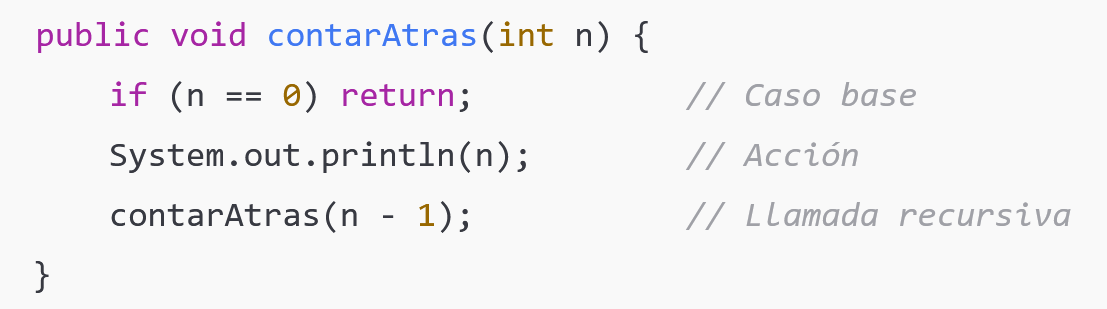 public void contarAtras(int n) {
    if (n == 0) return;           // Caso base
    System.out.println(n);        // Acción
    contarAtras(n - 1);           // Llamada recursiva
}